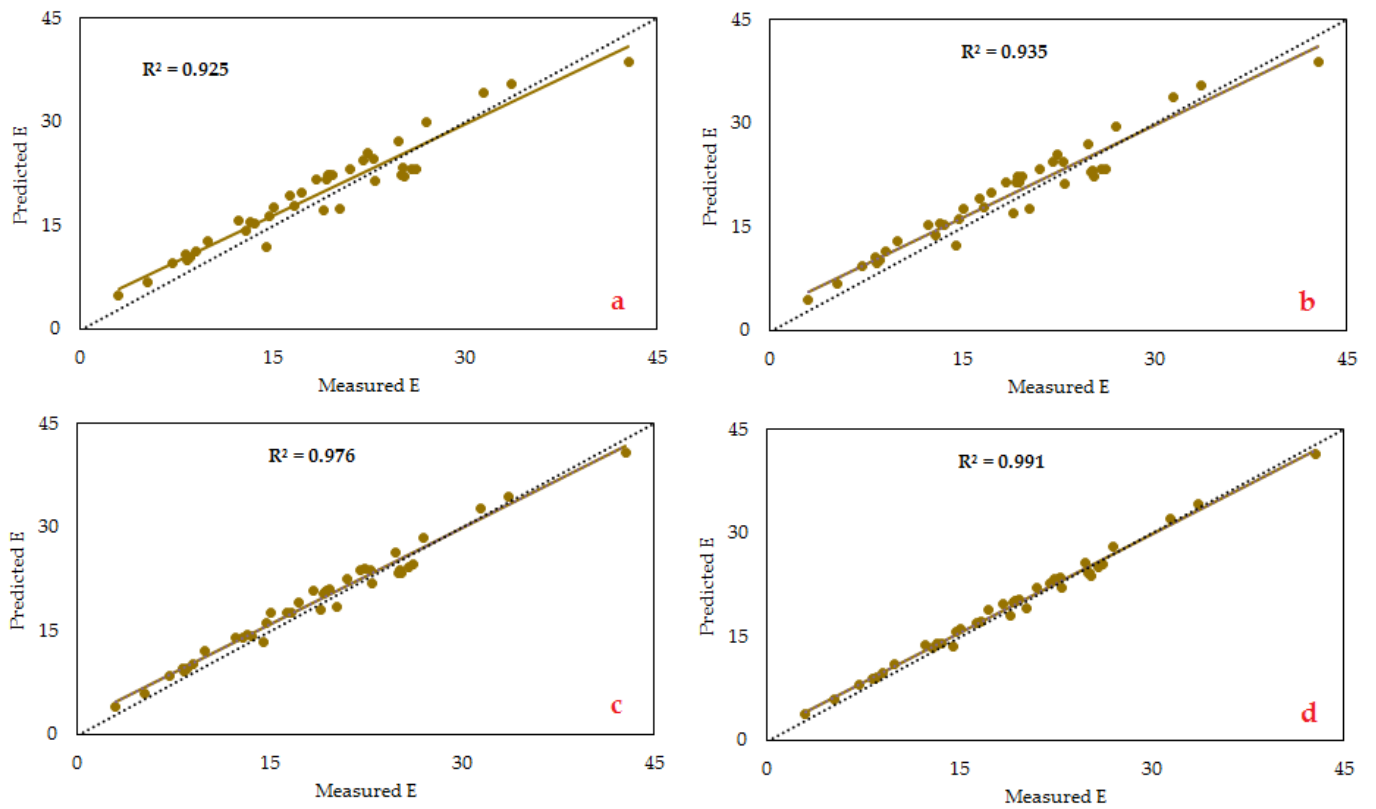 45
R² = 0.925
30
Predicted E
15
a
0
0 15 30 45
Measured E
45
R² = 0.935
30
Predicted E
15
b
0
0 15 30 45
Measured E
45
R² = 0.976
30
Predicted E
15
c
0
0 15 30 45
Measured E
45
R² = 0.991
30
Predicted E
15
d
0
0 15 30 45
Measured E